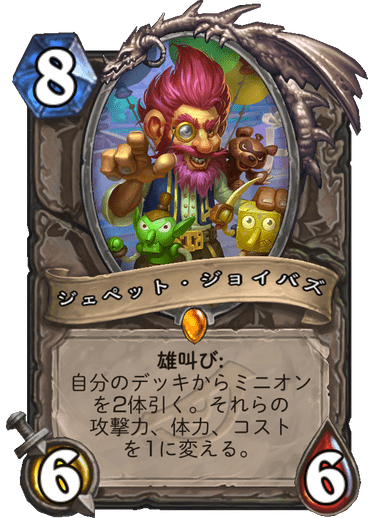 8
ジェペット・ジョイバズ
雄叫び:
自分のデッキからミニオン
を2体引く。それらの
攻撃力、体力、コスト
を1に変える。
6
6